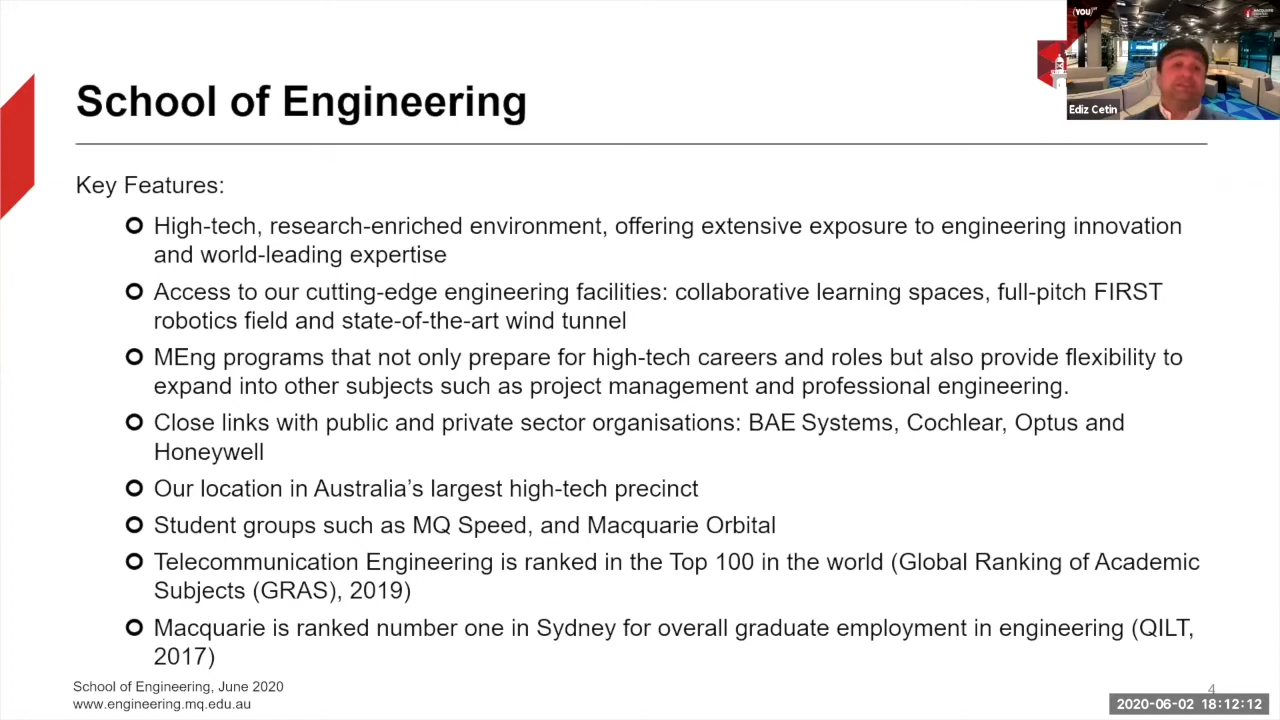 (YOU)
MACQUARIE
School of Engineering
Ediz Cetin
Key Features:
High-tech, research-enriched environment, offering extensive exposure to engineering innovation
and world-leading expertise
Access to our cutting-edge engineering facilities: collaborative learning spaces, full-pitch FIRST
robotics field and state-of-the-art wind tunnel
MEng programs that not only prepare for high-tech careers and roles but also provide flexibility to
expand into other subjects such as project management and professional engineering.
Close links with public and private sector organisations: BAE Systems, Cochlear, Optus and
Honeywell
Our location in Australia’s largest high-tech precinct
Student groups such as MQ Speed, and Macquarie Orbital
Telecommunication Engineering is ranked in the Top 100 in the world (Global Ranking of Academic
Subjects (GRAS), 2019)
Macquarie is ranked number one in Sydney for overall graduate employment in engineering (QILT,
2017)
School of Engineering, June 2020
www.engineering.mq.edu.au
4
2020-06-02 18:12:12